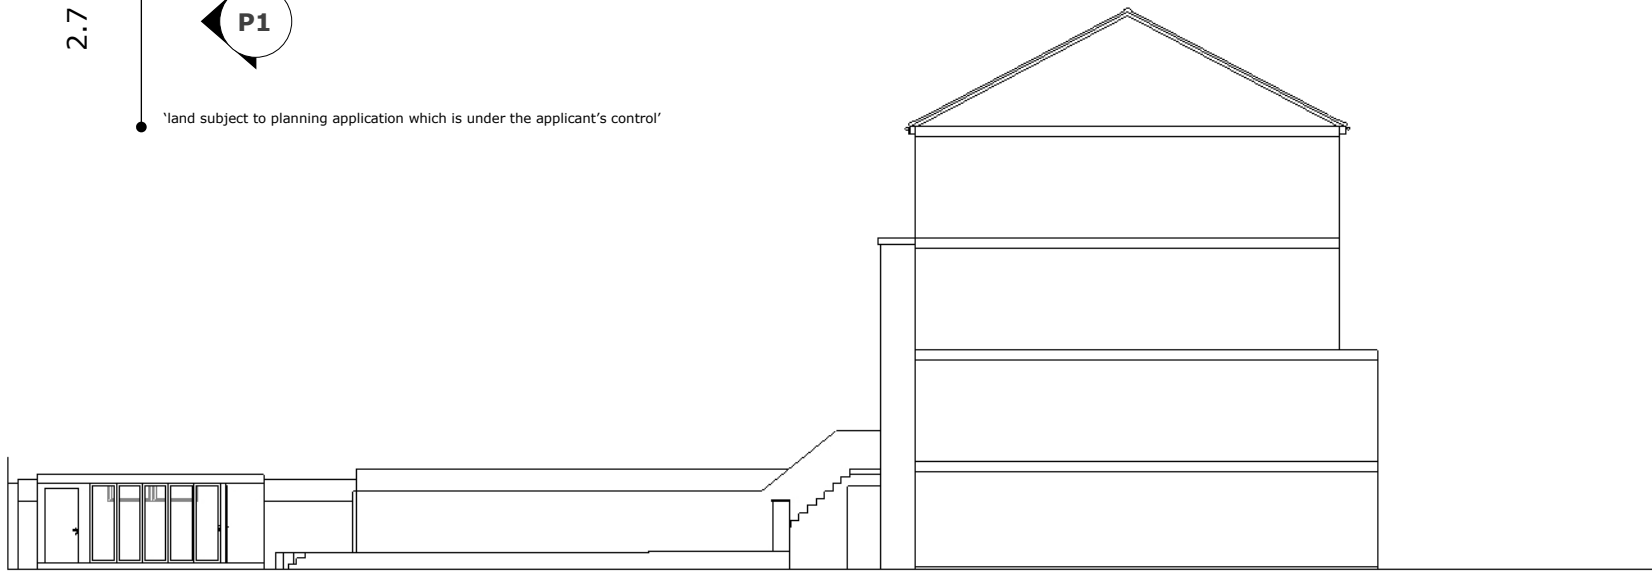 2.7
P1
‘land subject to planning application which is under the applicant’s control’